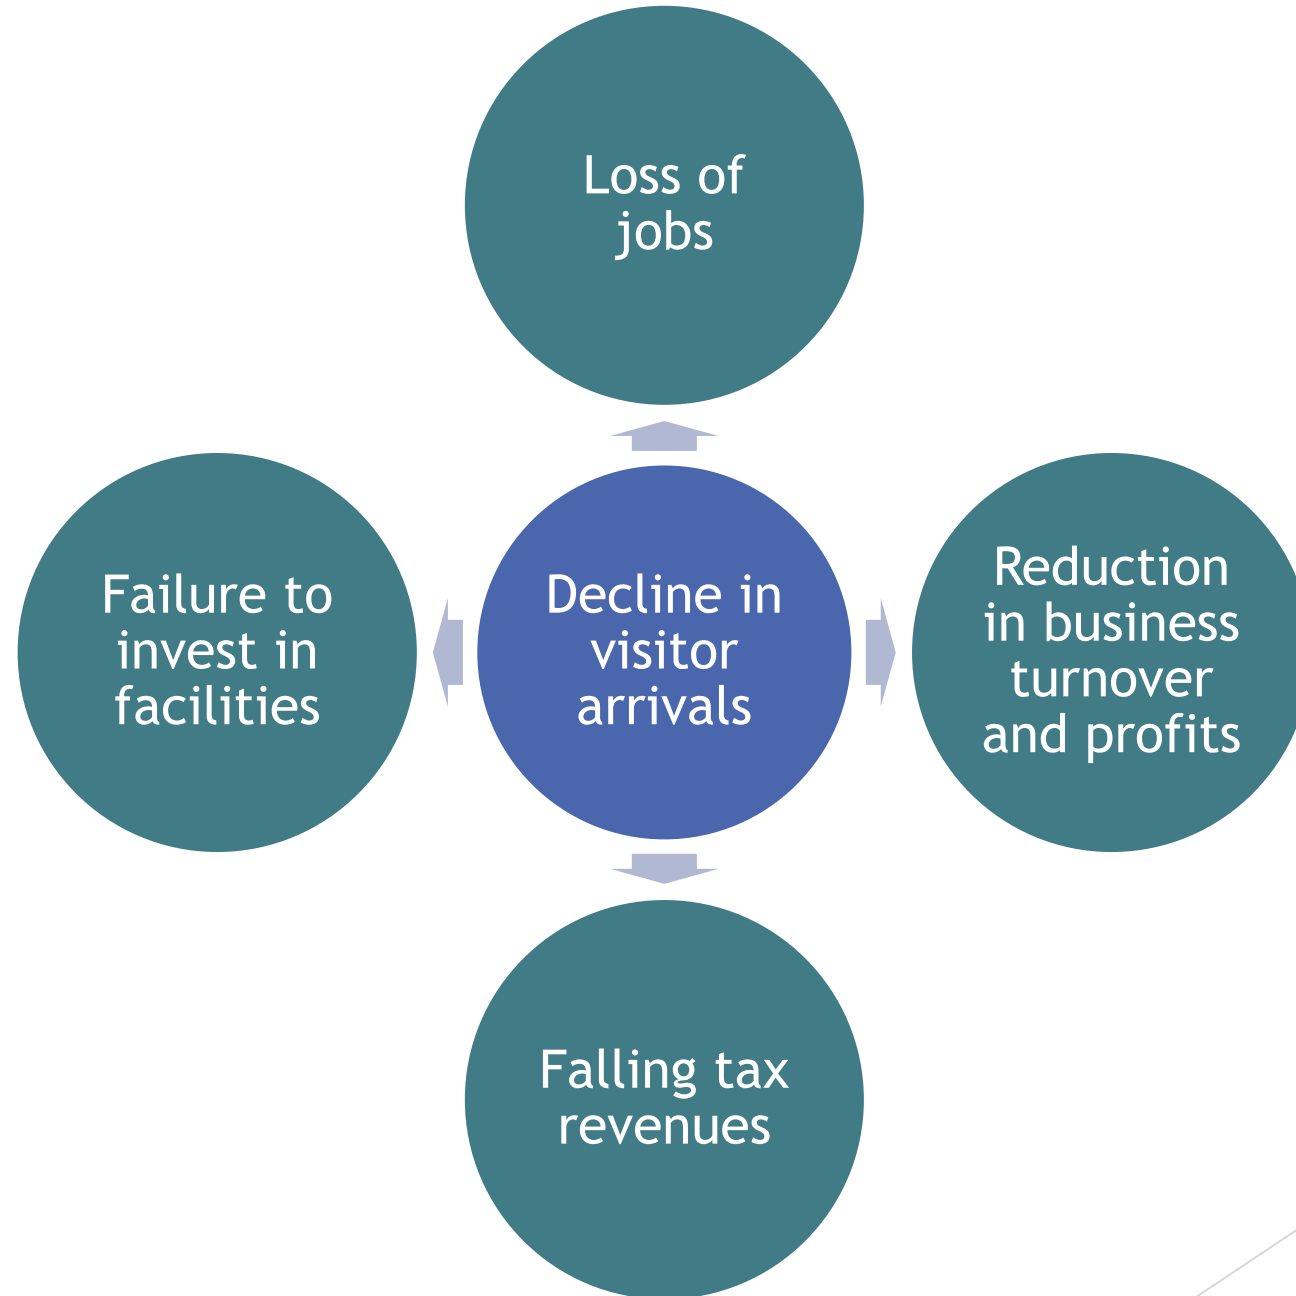 Loss of
jobs
Failure to
invest in
facilities
Decline in
visitor
arrivals
Reduction
in business
turnover
and profits
Falling tax
revenues